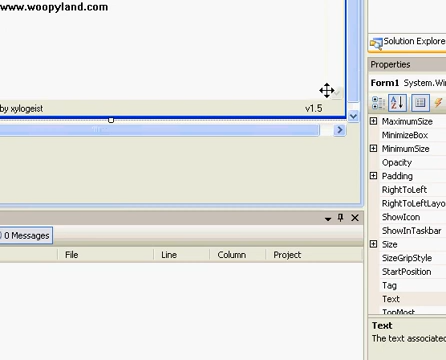 www.woopyland.com
Solution Explore
Properties
Form1 System.Wi
by xylogeist
v1.5
MaximumSize
MinimizeBox
MinimumSize
Opacity
Padding
RightToLeft
RightToLeftLayo
ShowIcon
ShowInTaskbar
Size
SizeGripStyle
StartPosition
Tag
Text
TopMost
0 Messages
File
Line
Column
Project
Text
The text associated